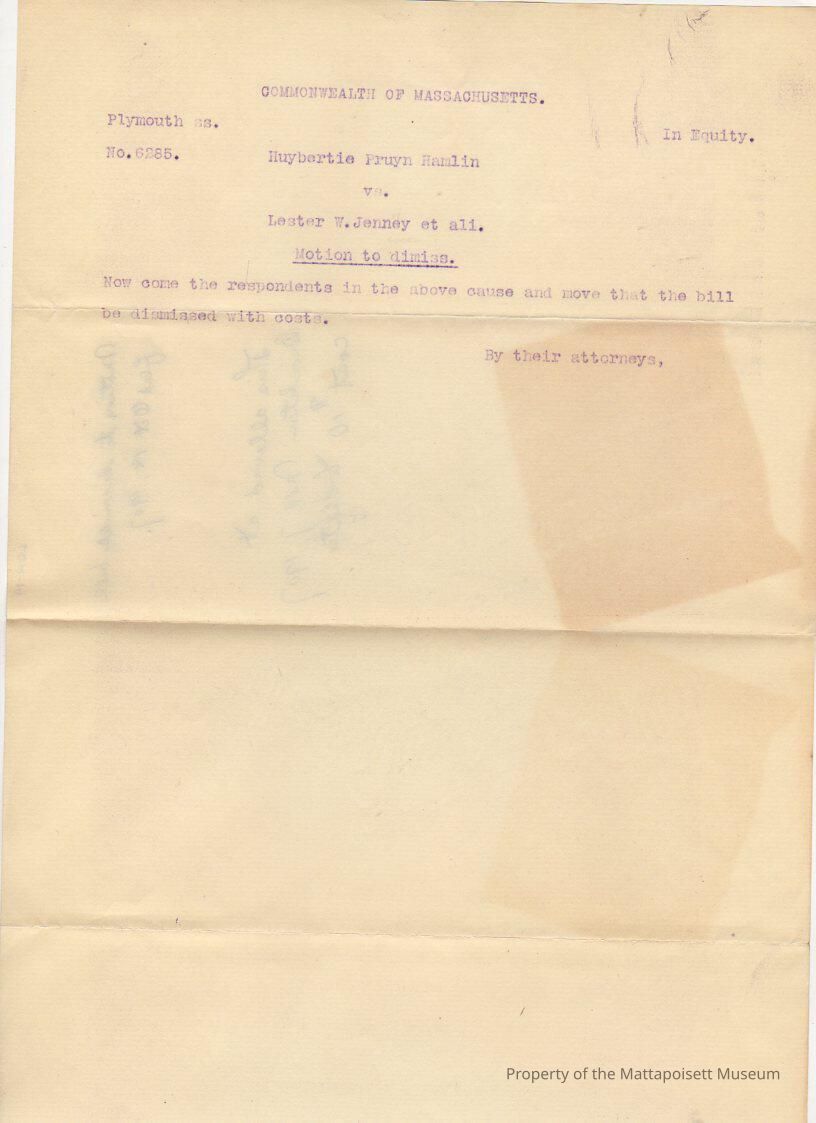 COMMONWEALTH OF MASSACHUSETTS.
Plymouth ss.
In Equity.
No.6285.
Huybertie Pruyn Hamlin
vs.
Lester W.Jenney et ali.
Motion to dimiss.
Now come the respondents in the above cause and move that the bill
be dismissed with costs.
By their attorneys,
Property of the Mattapoisett Museum